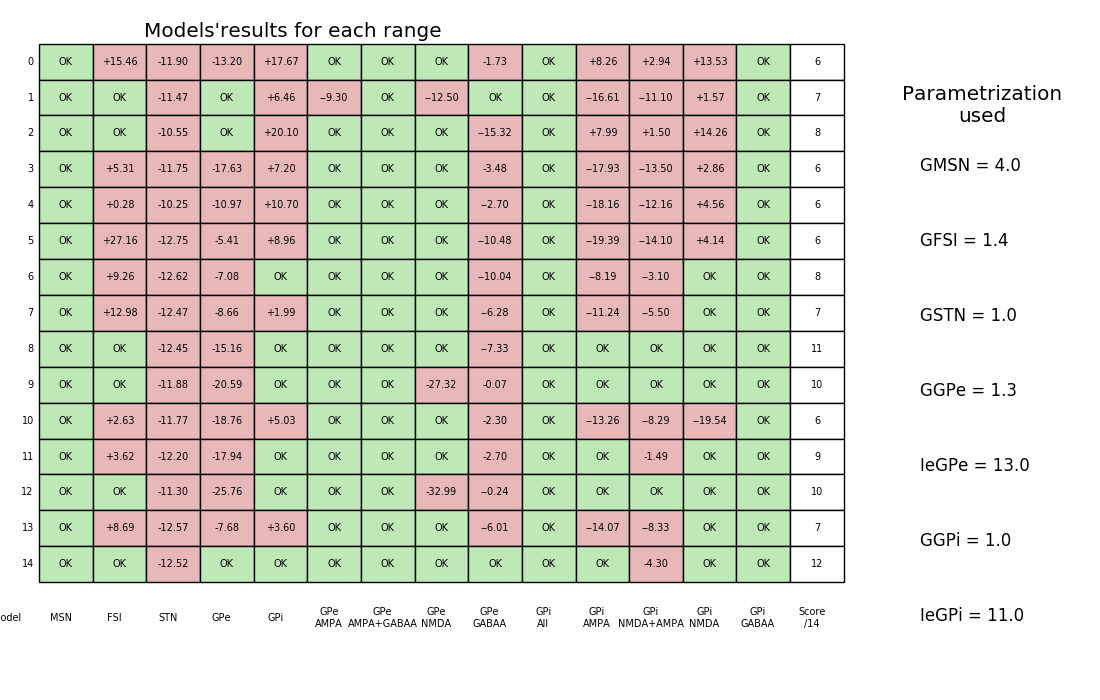 Models'results for each range
0 OK +15.46 -11.90 -13.20 +17.67 OK OK OK -1.73 OK +8.26 +2.94 +13.53 OK 6
1 OK OK -11.47 OK +6.46 --9.30 OK --12.50 OK OK --16.61 --11.10 +1.57 OK 7
2 OK OK -10.55 OK +20.10 OK OK OK --15.32 OK +7.99 +1.50 +14.26 OK 8
3 OK +5.31 -11.75 -17.63 +7.20 OK OK OK -3.48 OK --17.93 --13.50 +2.86 OK 6
4 OK +0.28 -10.25 -10.97 +10.70 OK OK OK --2.70 OK --18.16 --12.16 +4.56 OK 6
5 OK +27.16 -12.75 -5.41 +8.96 OK OK OK --10.48 OK --19.39 --14.10 +4.14 OK 6
6 OK +9.26 -12.62 -7.08 OK OK OK OK --10.04 OK --8.19 --3.10 OK OK 8
7 OK +12.98 -12.47 -8.66 +1.99 OK OK OK --6.28 OK --11.24 --5.50 OK OK 7
8 OK OK -12.45 -15.16 OK OK OK OK --7.33 OK OK OK OK OK 11
9 OK OK -11.88 -20.59 OK OK OK -27.32 -0.07 OK OK OK OK OK 10
10 OK +2.63 -11.77 -18.76 +5.03 OK OK OK -2.30 OK --13.26 --8.29 --19.54 OK 6
11 OK +3.62 -12.20 -17.94 OK OK OK OK -2.70 OK OK -1.49 OK OK 9
12 OK OK -11.30 -25.76 OK OK OK -32.99 --0.24 OK OK OK OK OK 10
13 OK +8.69 -12.57 -7.68 +3.60 OK OK OK --6.01 OK --14.07 --8.33 OK OK 7
14 OK OK -12.52 OK OK OK OK OK OK OK OK -4.30 OK OK 12
odel MSN FSI STN GPe GPi GPe GPe GPe GPe GPi GPi GPi GPi GPi Score
AMPA AMPA+GABAA NMDA GABAA All AMPA NMDA+AMPA NMDA GABAA /14
Parametrization
used
GMSN = 4.0
GFSI = 1.4
GSTN = 1.0
GGPe = 1.3
IeGPe = 13.0
GGPi = 1.0
IeGPi = 11.0